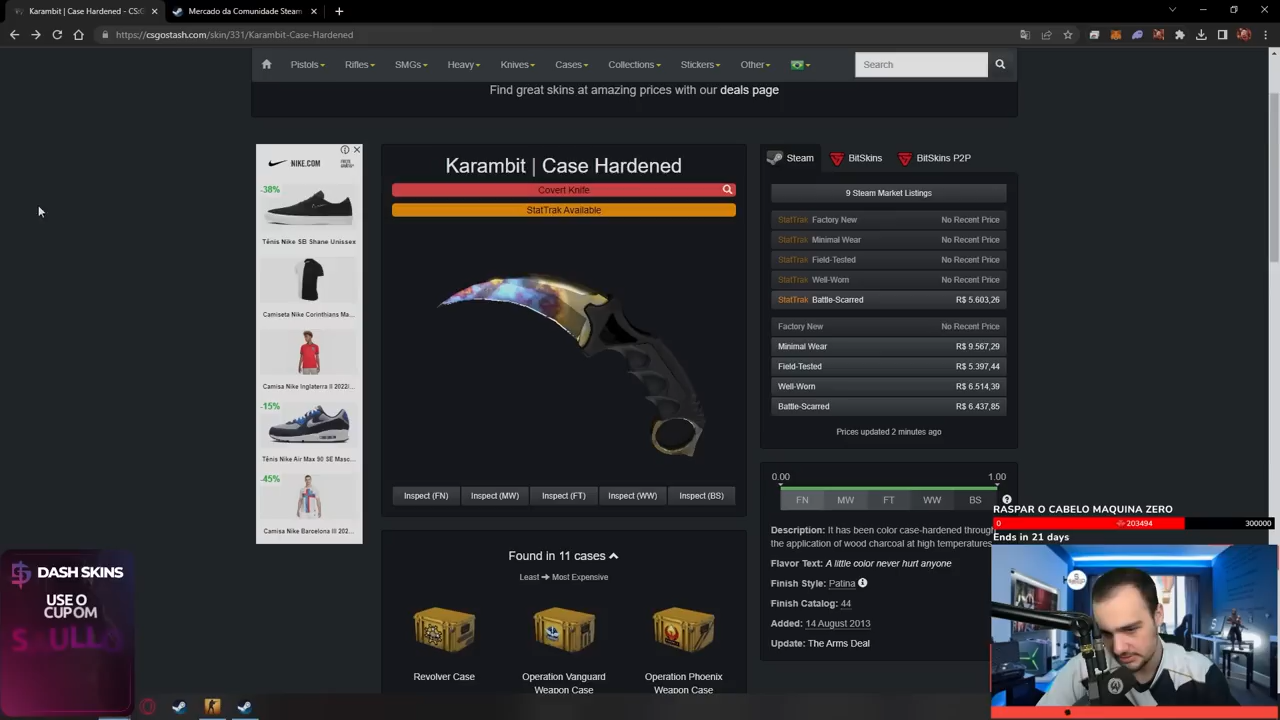 Karambit | Case Hardened - CS:G
Mercado da Comunidade Steam
https://csgostash.com/skin/331/Karambit-Case-Hardened
Pistols
Rifles
SMGs
Heavy
Knives
Cases
Collections
Stickers
Other
Search
Find great skins at amazing prices with our deals page
NIKE.COM
-38%
Tênis Nike SB Shane Unissex
Camiseta Nike Corinthians Ma...
Camisa Nike Inglaterra II 2022/...
-15%
Tênis Nike Air Max 90 SE Masc...
-45%
Camisa Nike Barcelona III 202...
Karambit | Case Hardened
Covert Knife
StatTrak Available
Inspect (FN)
Inspect (MW)
Inspect (FT)
Inspect (WW)
Inspect (BS)
Found in 11 cases
Least ➔ Most Expensive
Revolver Case
Operation Vanguard
Weapon Case
Operation Phoenix
Weapon Case
Steam
BitSkins
BitSkins P2P
9 Steam Market Listings
StatTrak Factory New No Recent Price
StatTrak Minimal Wear No Recent Price
StatTrak Field-Tested No Recent Price
StatTrak Well-Worn No Recent Price
StatTrak Battle-Scarred R$ 5.603,26
Factory New No Recent Price
Minimal Wear R$ 9.567,29
Field-Tested R$ 5.397,44
Well-Worn R$ 6.514,39
Battle-Scarred R$ 6.437,85
Prices updated 2 minutes ago
0.00 1.00
FN MW FT WW BS
Description: It has been color case-hardened through
the application of wood charcoal at high temperatures
Flavor Text: A little color never hurt anyone
Finish Style: Patina
Finish Catalog: 44
Added: 14 August 2013
Update: The Arms Deal
RASPAR O CABELO MAQUINA ZERO
0 203494 300000
Ends in 21 days
DASH SKINS
USE O
CUPOM